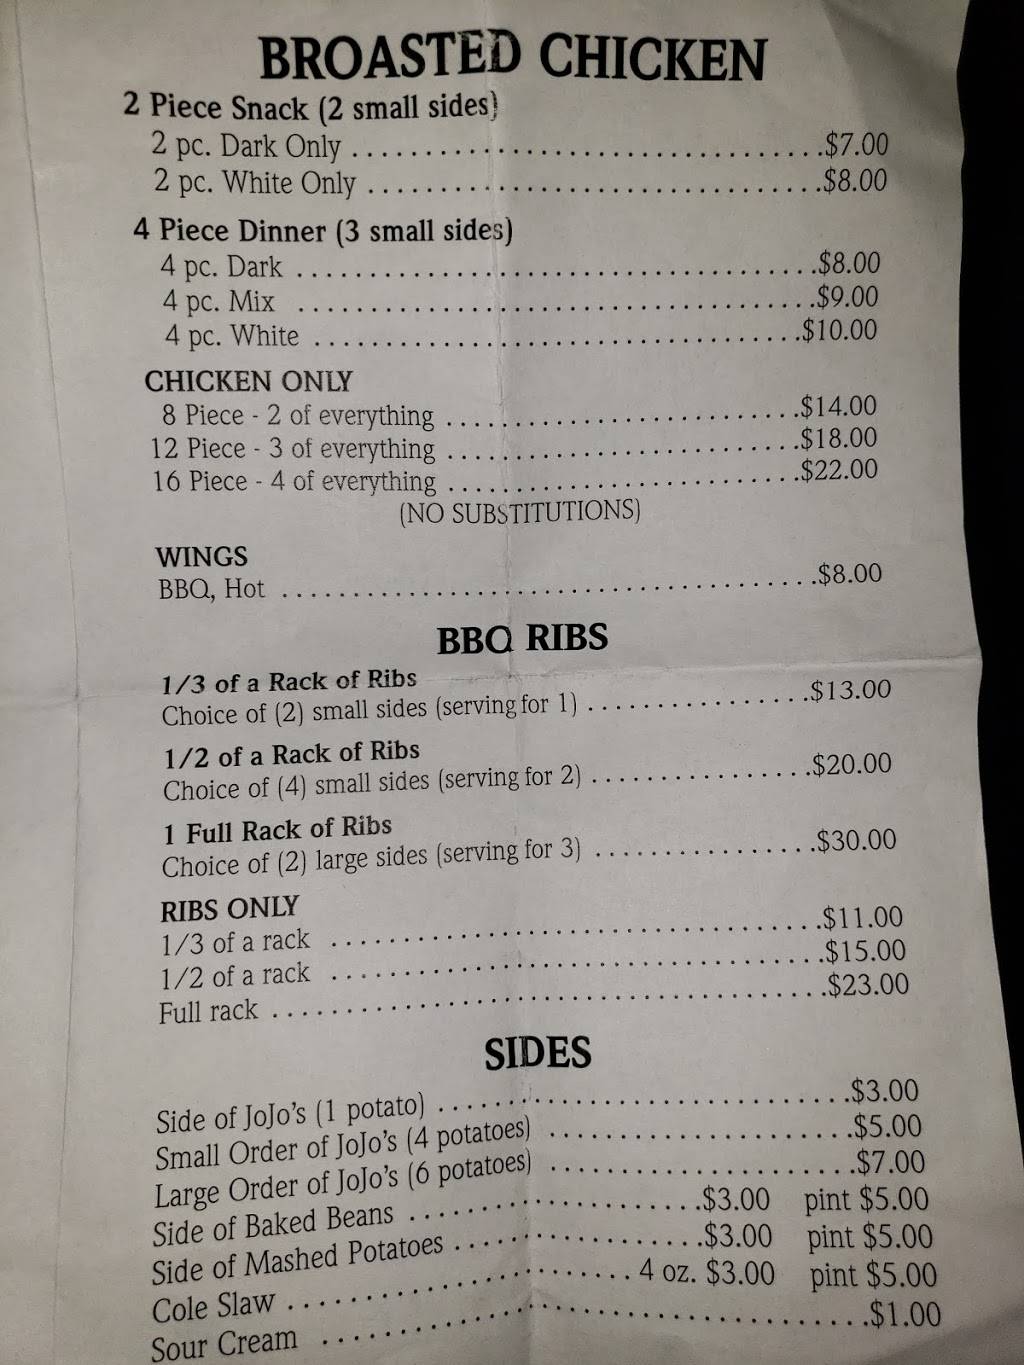 BROASTED CHICKEN
2 Piece Snack (2 small sides)
2 pc. Dark Only ........................................$7.00
2 pc. White Only .......................................$8.00
4 Piece Dinner (3 small sides)
4 pc. Dark ........................................$8.00
4 pc. Mix ........................................$9.00
4 pc. White ........................................$10.00
CHICKEN ONLY
8 Piece - 2 of everything ............................$14.00
12 Piece - 3 of everything ............................$18.00
16 Piece - 4 of everything ............................$22.00
(NO SUBSTITUTIONS)
WINGS
BBQ, Hot ........................................$8.00
BBQ RIBS
1/3 of a Rack of Ribs
Choice of (2) small sides (serving for 1) .................$13.00
1/2 of a Rack of Ribs
Choice of (4) small sides (serving for 2) .................$20.00
1 Full Rack of Ribs
Choice of (2) large sides (serving for 3) .................$30.00
RIBS ONLY
1/3 of a rack ........................................$11.00
1/2 of a rack ........................................$15.00
Full rack ........................................$23.00
SIDES
Side of JoJo's (1 potato) ..................................$3.00
Small Order of JoJo's (4 potatoes) .........................$5.00
Large Order of JoJo's (6 potatoes) .........................$7.00
Side of Baked Beans .......................$3.00 pint $5.00
Side of Mashed Potatoes ...................$3.00 pint $5.00
Cole Slaw ........................... 4 oz. $3.00 pint $5.00
Sour Cream ........................................$1.00